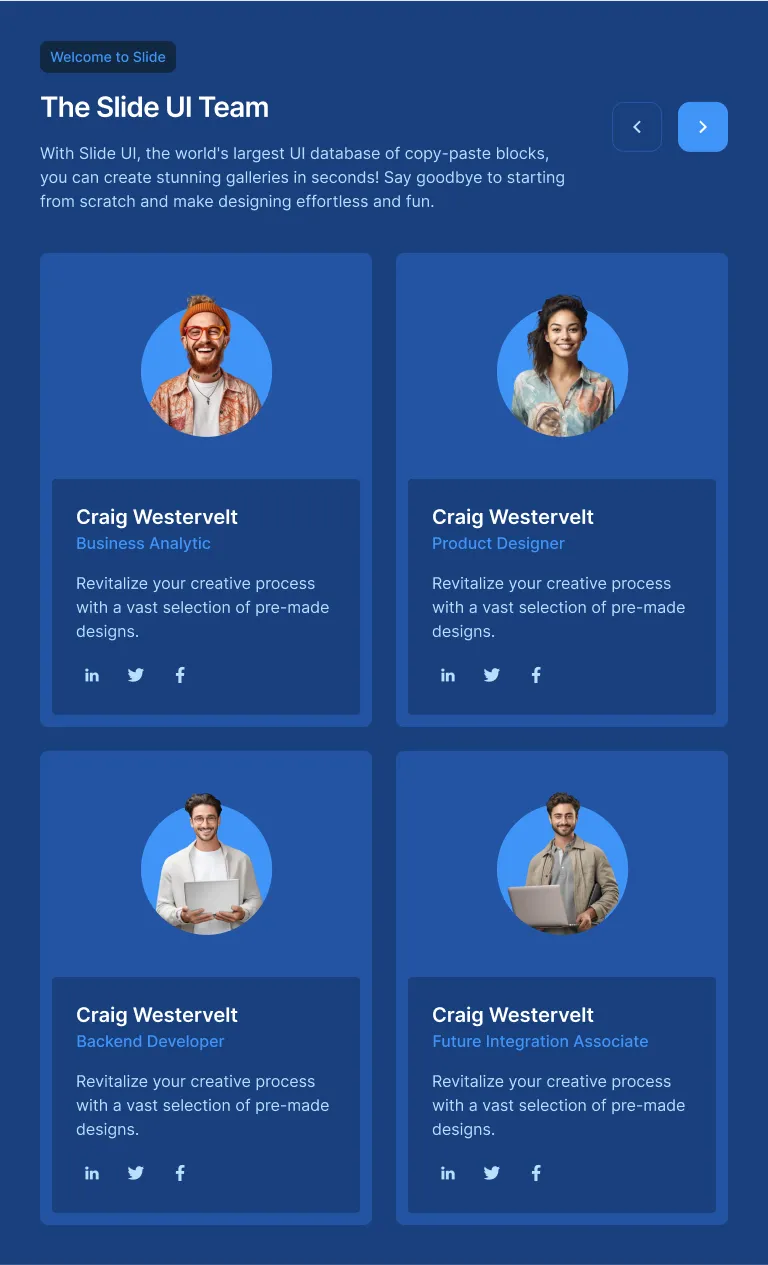 Welcome to Slide
The Slide UI Team
With Slide UI, the world's largest UI database of copy-paste blocks,
you can create stunning galleries in seconds! Say goodbye to starting
from scratch and make designing effortless and fun.
Craig Westervelt
Business Analytic
Revitalize your creative process
with a vast selection of pre-made
designs.
Craig Westervelt
Product Designer
Revitalize your creative process
with a vast selection of pre-made
designs.
Craig Westervelt
Backend Developer
Revitalize your creative process
with a vast selection of pre-made
designs.
Craig Westervelt
Future Integration Associate
Revitalize your creative process
with a vast selection of pre-made
designs.